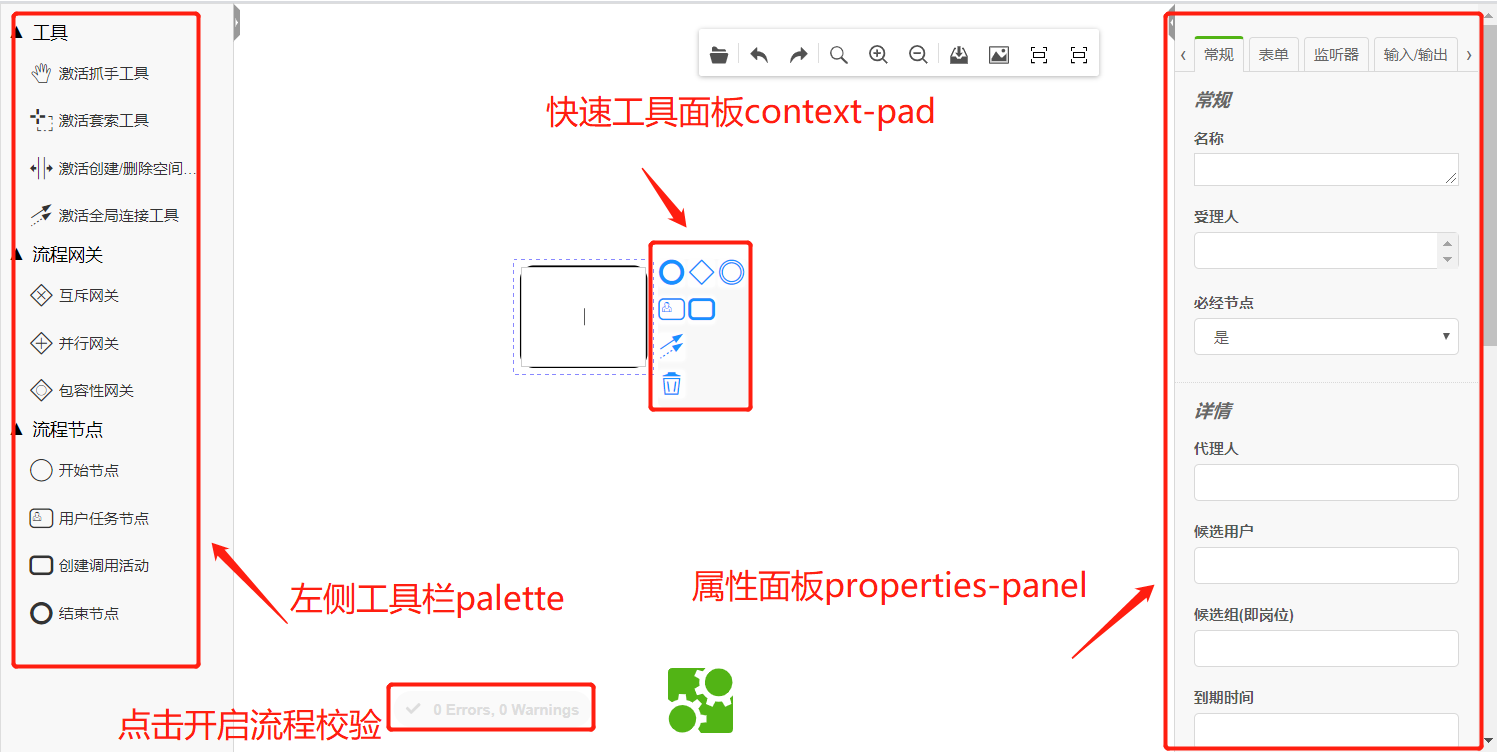 工具
激活抓手工具
激活套索工具
激活创建/删除空间...
激活全局连接工具
流程网关
互斥网关
并行网关
包容性网关
流程节点
开始节点
用户任务节点
创建调用活动
结束节点
快速工具面板context-pad
左侧工具栏palette
属性面板properties-panel
点击开启流程校验
0 Errors, 0 Warnings
常规 表单 监听器 输入/输出
常规
名称
受理人
必经节点
是
详情
代理人
候选用户
候选组(即岗位)
到期时间